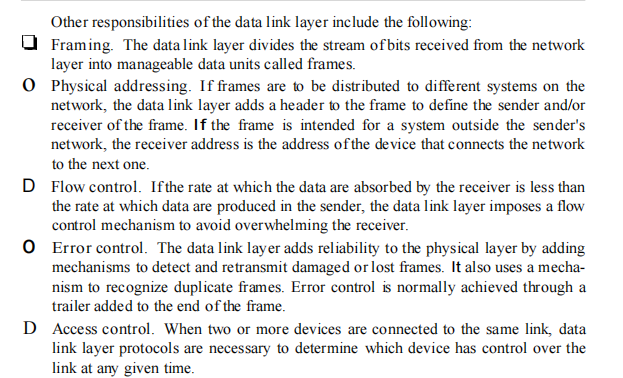 Other responsibilities of the data link layer include the following:
❑ Framing. The data link layer divides the stream of bits received from the network
layer into manageable data units called frames.
O Physical addressing. If frames are to be distributed to different systems on the
network, the data link layer adds a header to the frame to define the sender and/or
receiver of the frame. If the frame is intended for a system outside the sender's
network, the receiver address is the address of the device that connects the network
to the next one.
D Flow control. If the rate at which the data are absorbed by the receiver is less than
the rate at which data are produced in the sender, the data link layer imposes a flow
control mechanism to avoid overwhelming the receiver.
O Error control. The data link layer adds reliability to the physical layer by adding
mechanisms to detect and retransmit damaged or lost frames. It also uses a mecha-
nism to recognize duplicate frames. Error control is normally achieved through a
trailer added to the end of the frame.
D Access control. When two or more devices are connected to the same link, data
link layer protocols are necessary to determine which device has control over the
link at any given time.